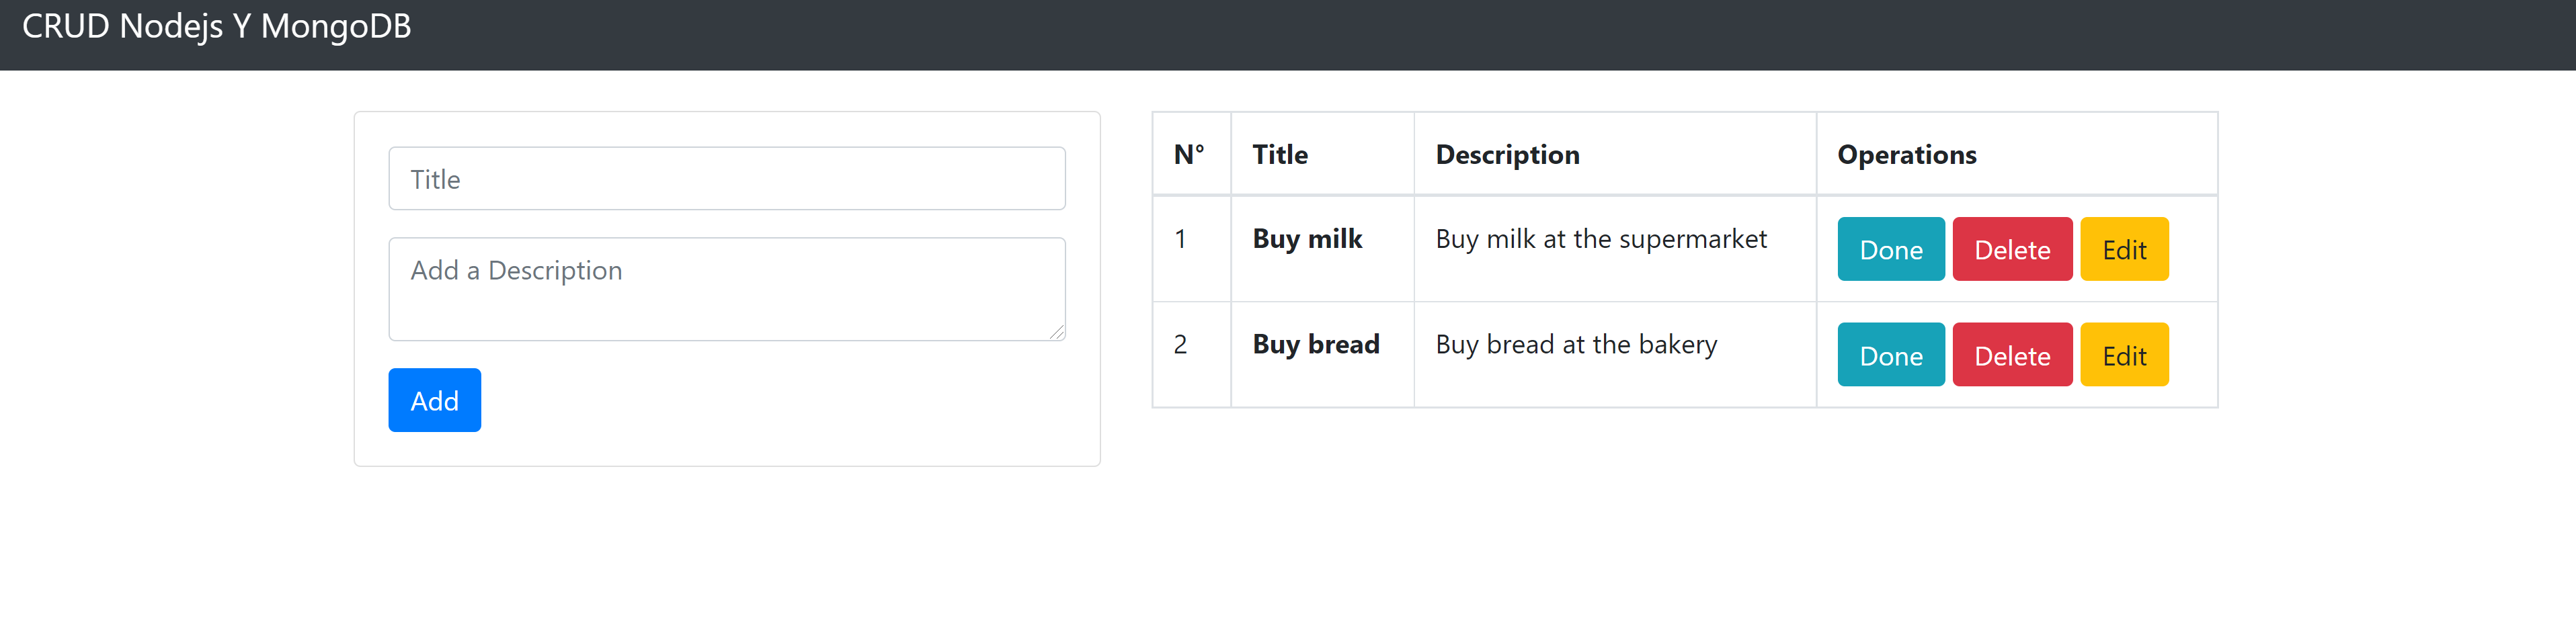 CRUD Nodejs Y MongoDB
Title
Add a Description
Add
N° Title Description Operations
1 Buy milk Buy milk at the supermarket Done Delete Edit
2 Buy bread Buy bread at the bakery Done Delete Edit